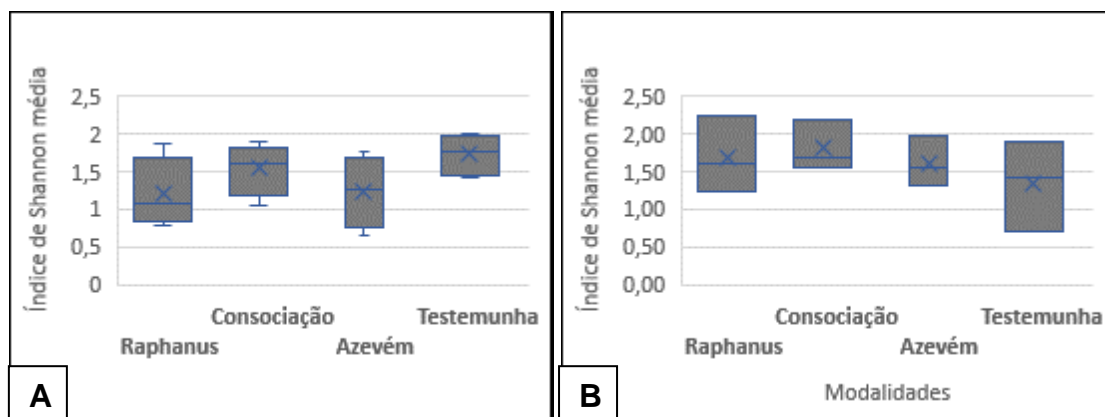 Índice de Shannon média
2,5
2
1,5
1
0,5
0
Consociação
Testemunha
Raphanus
Azevém
A
Índice de Shannon média
2,50
2,00
1,50
1,00
0,50
0,00
Consociação
Testemunha
Raphanus
Azevém
Modalidades
B